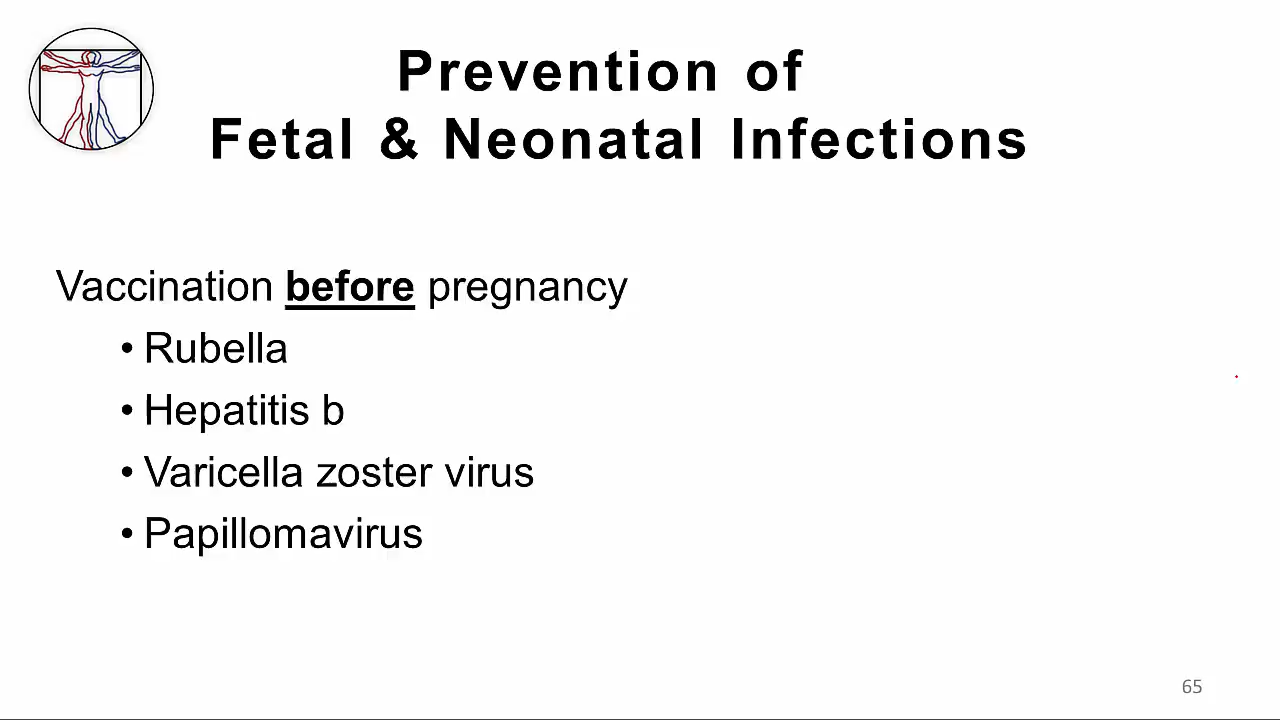 Prevention of
Fetal & Neonatal Infections
Vaccination before pregnancy
• Rubella
• Hepatitis b
• Varicella zoster virus
• Papillomavirus
65